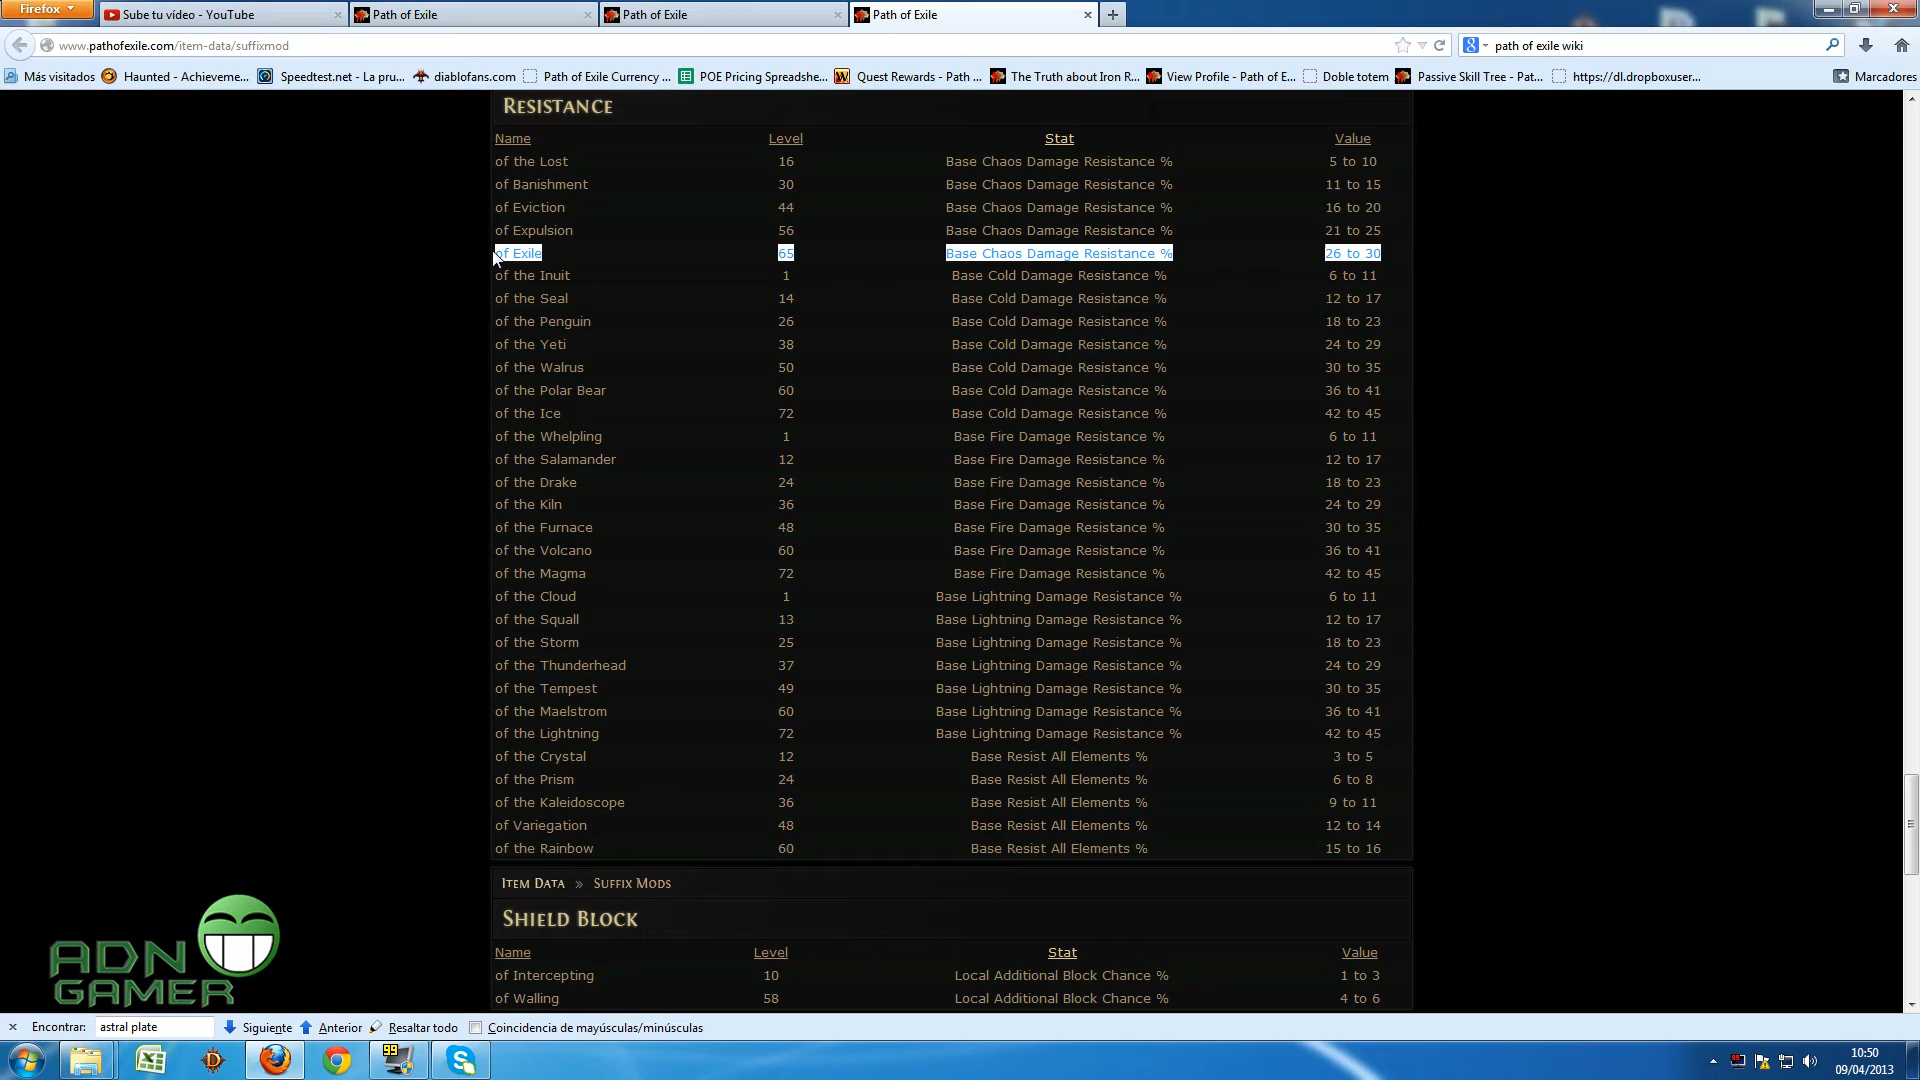 Firefox
Sube tu vídeo - YouTube
Path of Exile
Path of Exile
Path of Exile
www.pathofexile.com/item-data/suffixmod
path of exile wiki
Más visitados
Haunted - Achieveme...
Speedtest.net - La pru...
diablofans.com
Path of Exile Currency ...
POE Pricing Spreadshe...
Quest Rewards - Path ...
The Truth about Iron R...
View Profile - Path of E...
Doble totem
Passive Skill Tree - Pat...
https://dl.dropboxuser...
Marcadores
Resistance
Name Level Stat Value
of the Lost 16 Base Chaos Damage Resistance % 5 to 10
of Banishment 30 Base Chaos Damage Resistance % 11 to 15
of Eviction 44 Base Chaos Damage Resistance % 16 to 20
of Expulsion 56 Base Chaos Damage Resistance % 21 to 25
of Exile 65 Base Chaos Damage Resistance % 26 to 30
of the Inuit 1 Base Cold Damage Resistance % 6 to 11
of the Seal 14 Base Cold Damage Resistance % 12 to 17
of the Penguin 26 Base Cold Damage Resistance % 18 to 23
of the Yeti 38 Base Cold Damage Resistance % 24 to 29
of the Walrus 50 Base Cold Damage Resistance % 30 to 35
of the Polar Bear 60 Base Cold Damage Resistance % 36 to 41
of the Ice 72 Base Cold Damage Resistance % 42 to 45
of the Whelpling 1 Base Fire Damage Resistance % 6 to 11
of the Salamander 12 Base Fire Damage Resistance % 12 to 17
of the Drake 24 Base Fire Damage Resistance % 18 to 23
of the Kiln 36 Base Fire Damage Resistance % 24 to 29
of the Furnace 48 Base Fire Damage Resistance % 30 to 35
of the Volcano 60 Base Fire Damage Resistance % 36 to 41
of the Magma 72 Base Fire Damage Resistance % 42 to 45
of the Cloud 1 Base Lightning Damage Resistance % 6 to 11
of the Squall 13 Base Lightning Damage Resistance % 12 to 17
of the Storm 25 Base Lightning Damage Resistance % 18 to 23
of the Thunderhead 37 Base Lightning Damage Resistance % 24 to 29
of the Tempest 49 Base Lightning Damage Resistance % 30 to 35
of the Maelstrom 60 Base Lightning Damage Resistance % 36 to 41
of the Lightning 72 Base Lightning Damage Resistance % 42 to 45
of the Crystal 12 Base Resist All Elements % 3 to 5
of the Prism 24 Base Resist All Elements % 6 to 8
of the Kaleidoscope 36 Base Resist All Elements % 9 to 11
of Variegation 48 Base Resist All Elements % 12 to 14
of the Rainbow 60 Base Resist All Elements % 15 to 16
Item Data » Suffix Mods
Shield Block
Name Level Stat Value
of Intercepting 10 Local Additional Block Chance % 1 to 3
of Walling 58 Local Additional Block Chance % 4 to 6
ADN
GAMER
Encontrar: astral plate Siguiente Anterior Resaltar todo Coincidencia de mayúsculas/minúsculas
99
10:50
09/04/2013